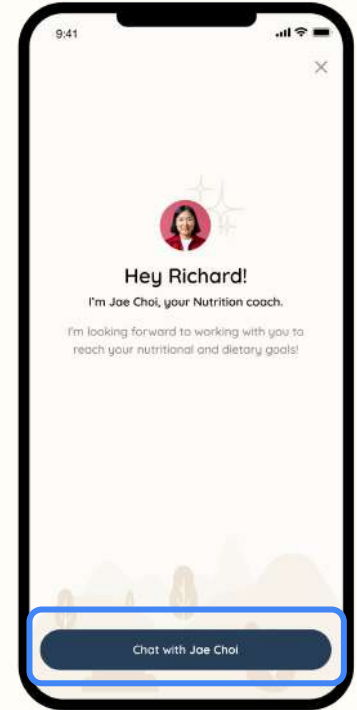 9:41
Hey Richard!
I'm Jae Choi, your Nutrition coach.
I'm looking forward to working with you to
reach your nutritional and dietary goals!
Chat with Jae Choi